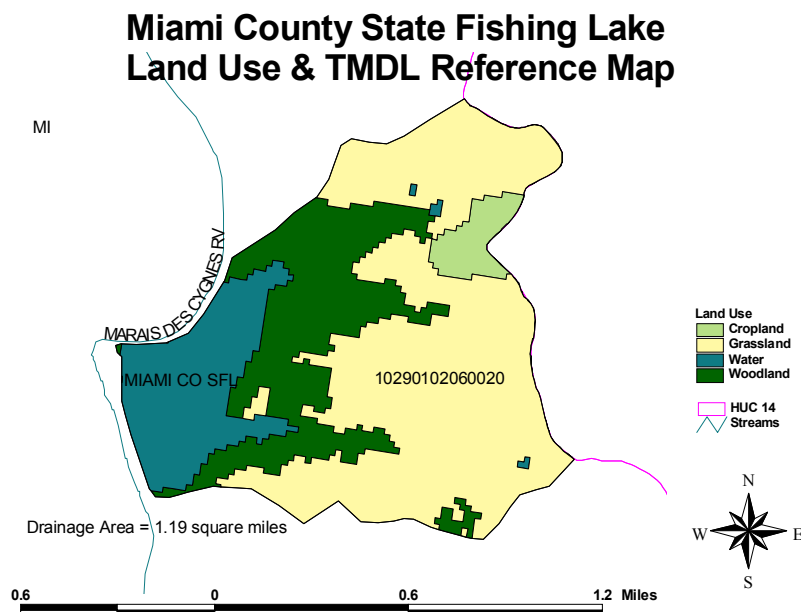 Miami County State Fishing Lake
Land Use & TMDL Reference Map
MI
MARAIS DES CYGNES RV
MIAMI CO SFL
10290102060020
Land Use
Cropland
Grassland
Water
Woodland
HUC 14
Streams
N
W E
S
Drainage Area = 1.19 square miles
0.6 0 0.6 1.2 Miles